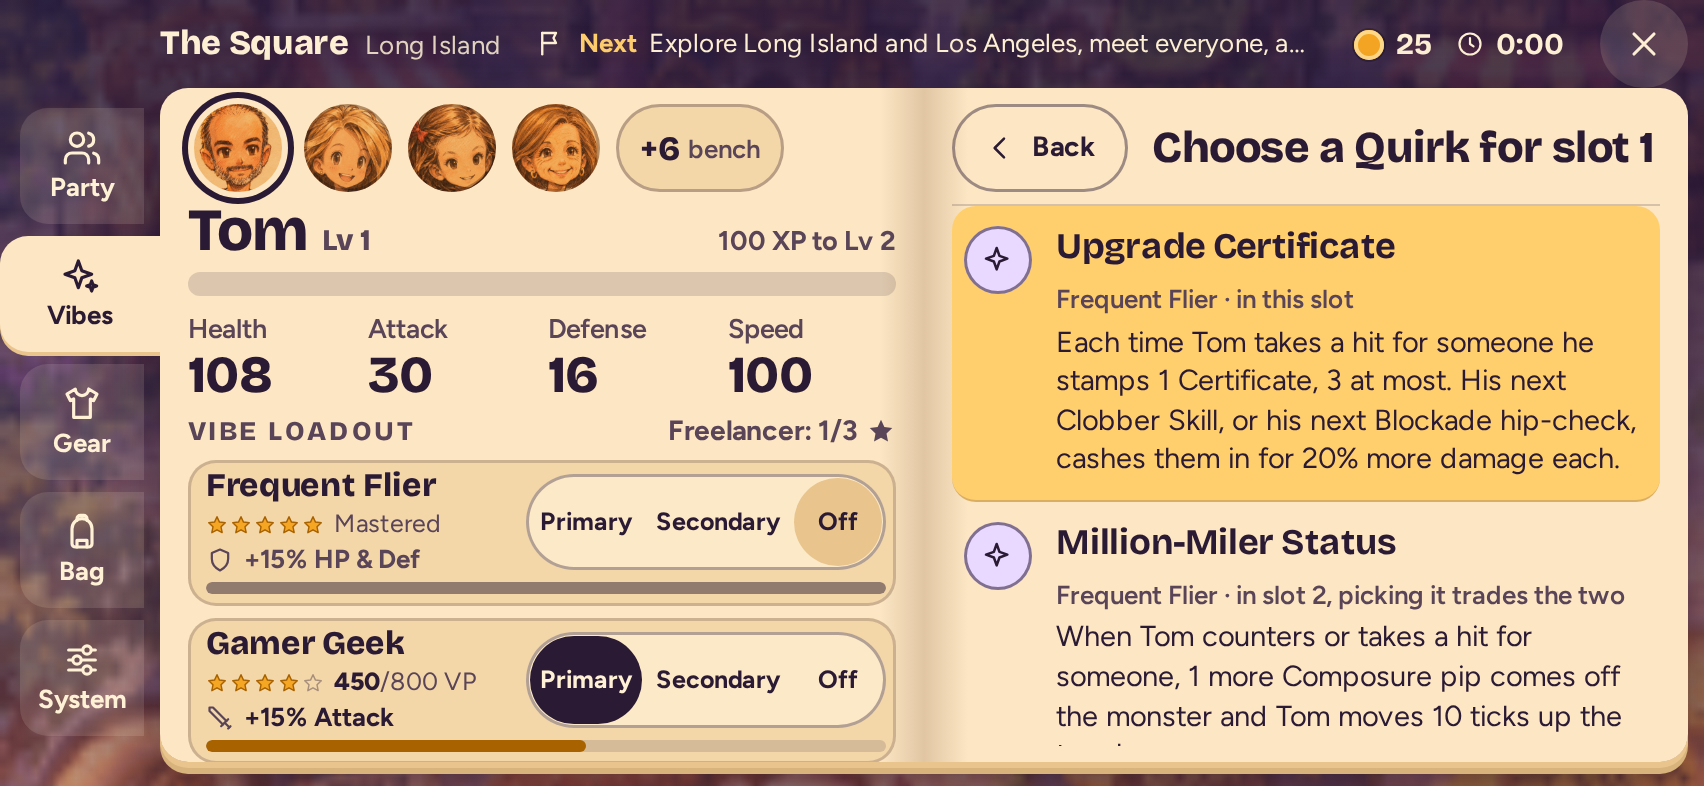 The Square Long Island Next Explore Long Island and Los Angeles, meet everyone, a... 25 0:00
Party
Vibes
Gear
Bag
System
+6 bench
Tom Lv 1 100 XP to Lv 2
Health Attack Defense Speed
108 30 16 100
VIBE LOADOUT Freelancer: 1/3
Frequent Flier
Mastered
+15% HP & Def
Primary Secondary Off
Gamer Geek
450/800 VP
+15% Attack
Primary Secondary Off
Back Choose a Quirk for slot 1
Upgrade Certificate
Frequent Flier · in this slot
Each time Tom takes a hit for someone he
stamps 1 Certificate, 3 at most. His next
Clobber Skill, or his next Blockade hip-check,
cashes them in for 20% more damage each.
Million-Miler Status
Frequent Flier · in slot 2, picking it trades the two
When Tom counters or takes a hit for
someone, 1 more Composure pip comes off
the monster and Tom moves 10 ticks up the